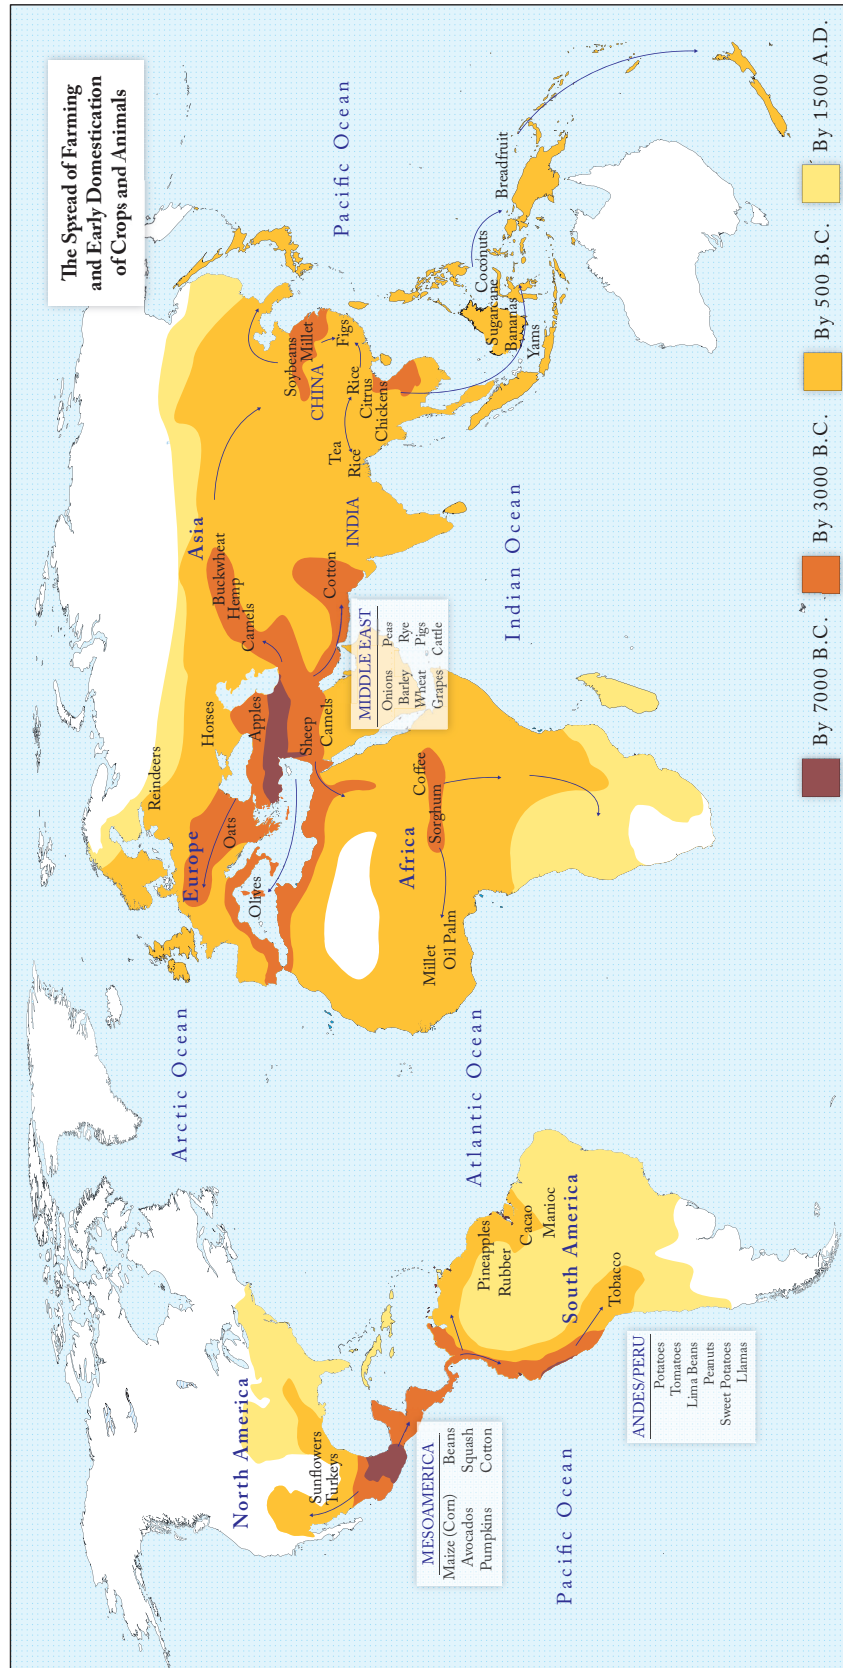 The Spread of Farming
and Early Domestication
of Crops and Animals
Arctic Ocean
Pacific Ocean
North America
Sunflowers
Turkeys
MESOAMERICA
Maize (Corn)
Avocados
Pumpkins
Beans
Squash
Cotton
Pacific Ocean
Atlantic Ocean
Pineapples
Rubber
Cacao
Manioc
South America
Tobacco
ANDES/PERU
Potatoes
Tomatoes
Lima Beans
Peanuts
Sweet Potatoes
Llamas
Europe
Reindeers
Horses
Oats
Olives
Apples
Sheep
Camels
Africa
Millet
Oil Palm
Sorghum
Coffee
MIDDLE EAST
Onions
Barley
Wheat
Grapes
Peas
Rye
Pigs
Cattle
Asia
Buckwheat
Hemp
Camels
Cotton
INDIA
Tea
Rice
Soybeans
Millet
CHINA
Figs
Rice
Citrus
Chickens
Coconuts
Sugarcane
Bananas
Yams
Breadfruit
Indian Ocean
By 7000 B.C.
By 3000 B.C.
By 500 B.C.
By 1500 A.D.